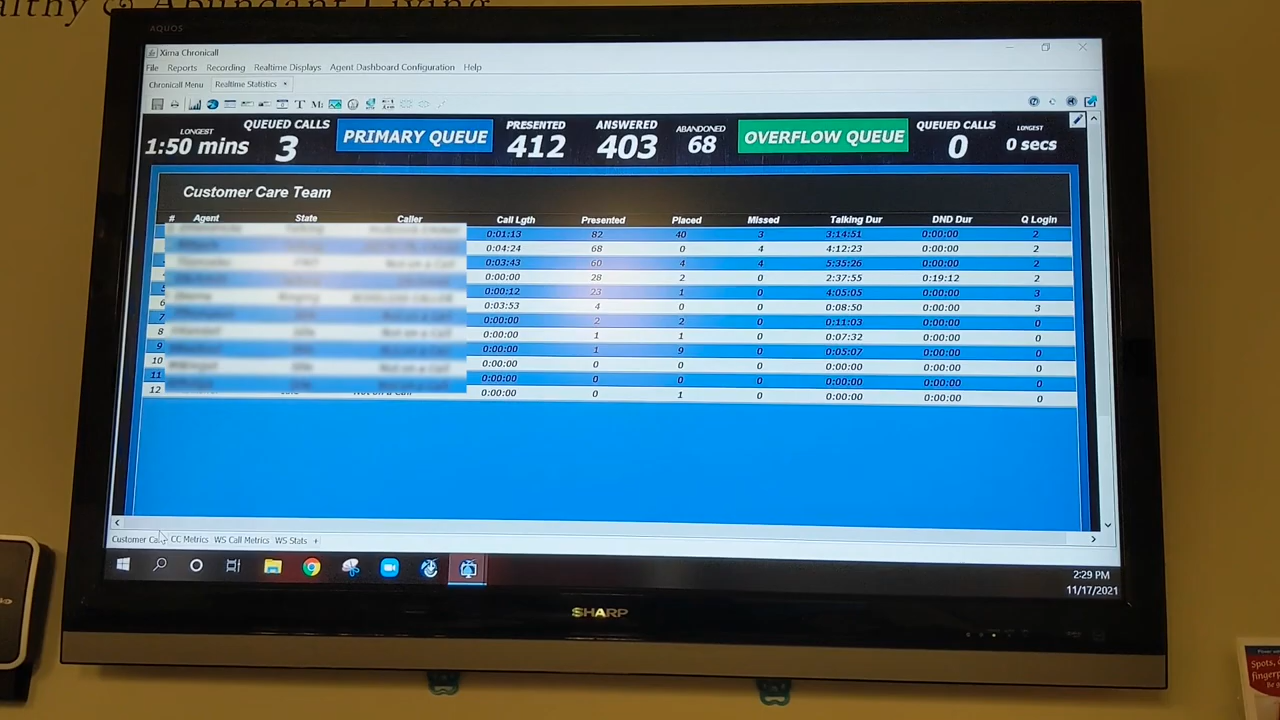 althy & Abundant Living
AQUOS
Xima Chronicall
File Reports Recording Realtime Displays Agent Dashboard Configuration Help
Chronicall Menu Realtime Statistics
LONGEST QUEUED CALLS PRIMARY QUEUE PRESENTED ANSWERED ABANDONED OVERFLOW QUEUE QUEUED CALLS LONGEST
1:50 mins 3 412 403 68 0 0 secs
Customer Care Team
# Agent State Caller Call Lgth Presented Placed Missed Talking Dur DND Dur Q Login
0:01:13 82 40 3 3:14:51 0:00:00 2
0:04:24 68 0 4 4:12:23 0:00:00 2
0:03:43 60 4 4 5:35:26 0:00:00 2
0:00:00 28 2 0 2:37:55 0:19:12 2
5 0:00:12 23 1 0 4:05:05 0:00:00 3
6 0:03:53 4 0 0 0:08:50 0:00:00 3
7 0:00:00 2 2 0 0:11:03 0:00:00 0
8 0:00:00 1 1 0 0:07:32 0:00:00 0
9 0:00:00 1 9 0 0:05:07 0:00:00 0
10 0:00:00 0 0 0 0:00:00 0:00:00 0
11 0:00:00 0 0 0 0:00:00 0:00:00 0
12 Not on a Call 0:00:00 0 1 0 0:00:00 0:00:00 0
Customer Ca CC Metrics WS Call Metrics WS Stats +
2:29 PM
11/17/2021
SHARP
Spots,
fingerp